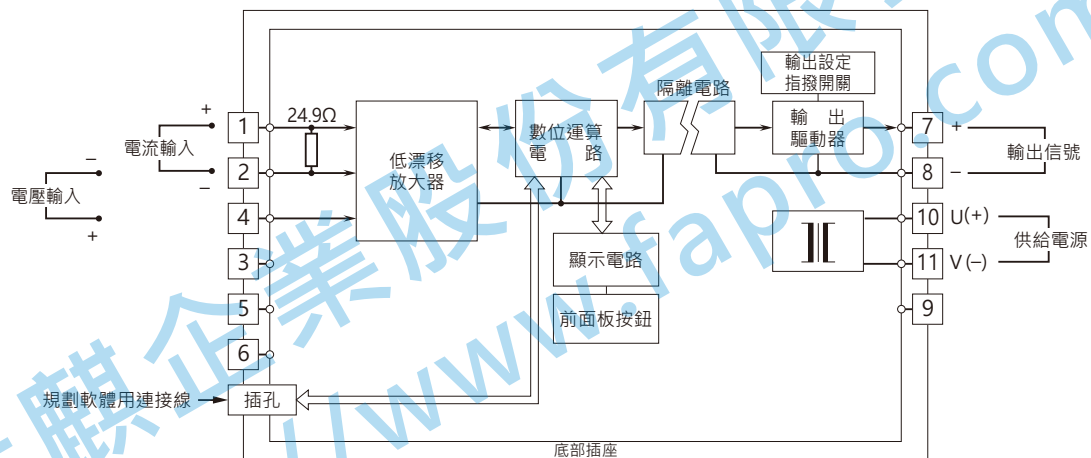 輸出設定
指撥開關
隔離電路
24.9Ω
+
1
電流輸入
−
2
電壓輸入
−
+
4
3
5
6
低漂移
放大器
數位運算
電 路
輸 出
驅動器
7 +
輸出信號
8 −
10 U(+)
供給電源
11 V(−)
9
顯示電路
前面板按鈕
規劃軟體用連接線
插孔
底部插座
麒企業股份有限
//www.fapro.com